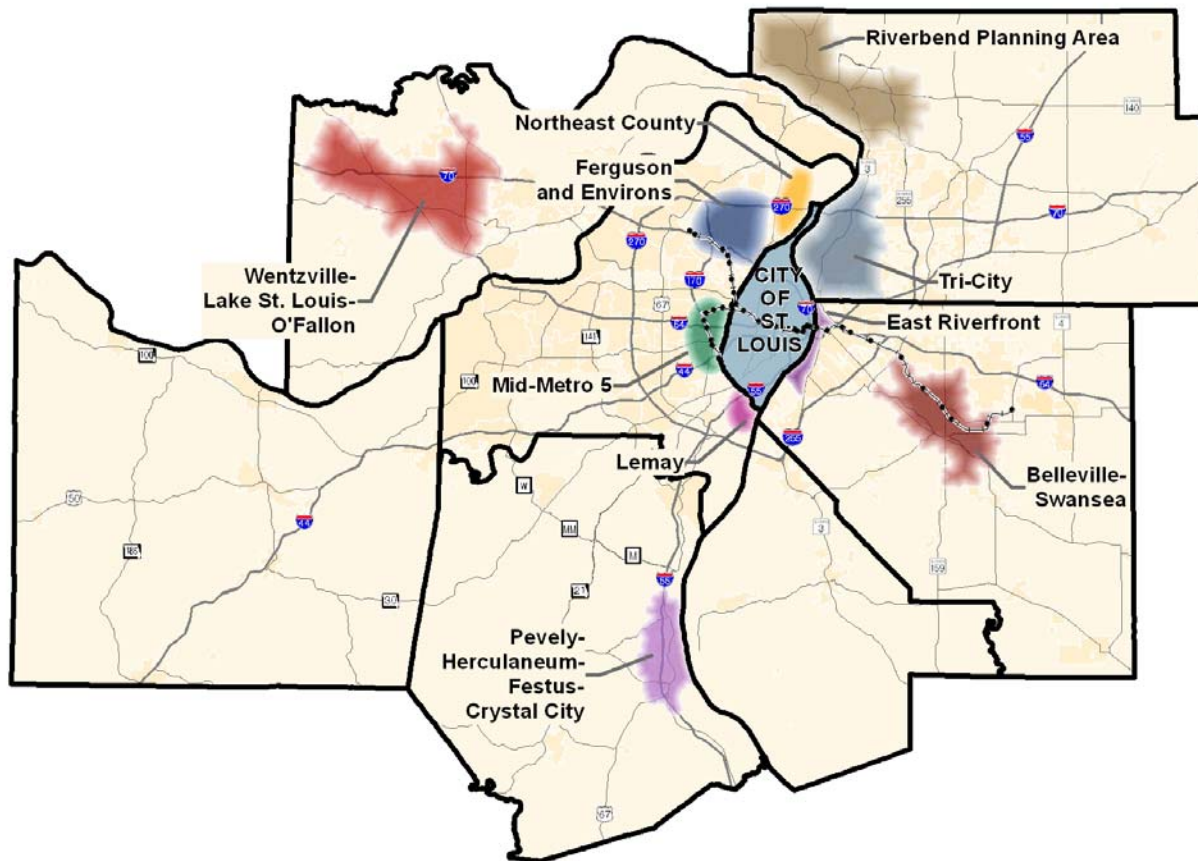 Riverbend Planning Area
140
55
Northeast County
3
Ferguson
and Environs
70
255
270
70
270
Wentzville-
Lake St. Louis-
O'Fallon
170
CITY
OF
ST.
LOUIS
Tri-City
67
70
East Riverfront
4
64
141
100
Mid-Metro 5
44
100
55
64
255
Lemay
Belleville-
Swansea
50
W
44
MM
3
M
185
159
55
30
21
Pevely-
Herculaneum-
Festus-
Crystal City
67